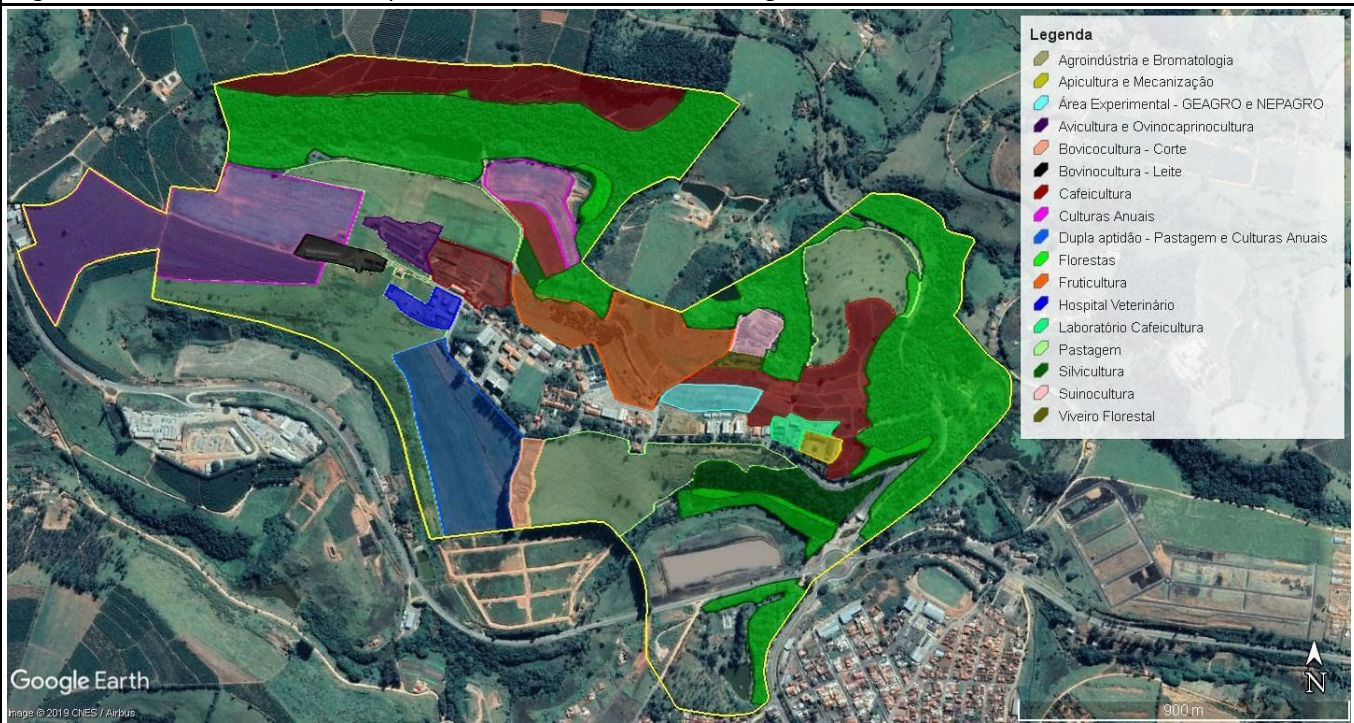 Legenda
Agroindústria e Bromatologia
Apicultura e Mecanização
Área Experimental - GEAGRO e NEPAGRO
Avicultura e Ovinocaprinocultura
Bovicocultura - Corte
Bovinocultura - Leite
Cafeicultura
Culturas Anuais
Dupla aptidão - Pastagem e Culturas Anuais
Florestas
Fruticultura
Hospital Veterinário
Laboratório Cafeicultura
Pastagem
Silvicultura
Suinocultura
Viveiro Florestal
Google Earth
Image © 2019 CNES / Airbus
N
900 m